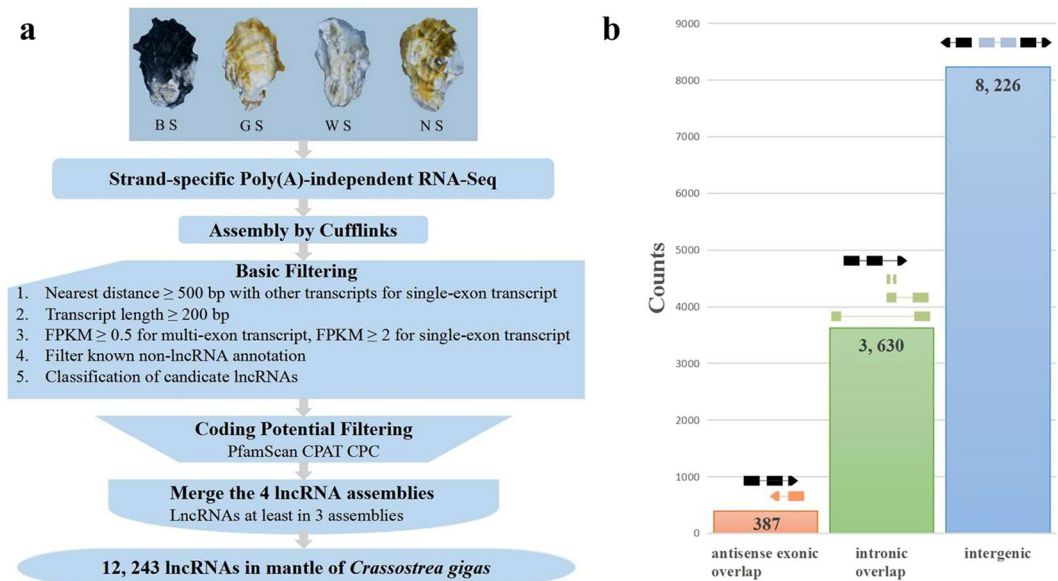 a
B S G S W S N S
Strand-specific Poly(A)-independent RNA-Seq
Assembly by Cufflinks
Basic Filtering
1. Nearest distance ≥ 500 bp with other transcripts for single-exon transcript
2. Transcript length ≥ 200 bp
3. FPKM ≥ 0.5 for multi-exon transcript, FPKM ≥ 2 for single-exon transcript
4. Filter known non-lncRNA annotation
5. Classification of candicate lncRNAs
Coding Potential Filtering
PfamScan CPAT CPC
Merge the 4 lncRNA assemblies
LncRNAs at least in 3 assemblies
12, 243 lncRNAs in mantle of Crassostrea gigas
b
Counts
9000
8000
7000
6000
5000
4000
3000
2000
1000
0
387
3, 630
8, 226
antisense exonic
overlap
intronic
overlap
intergenic